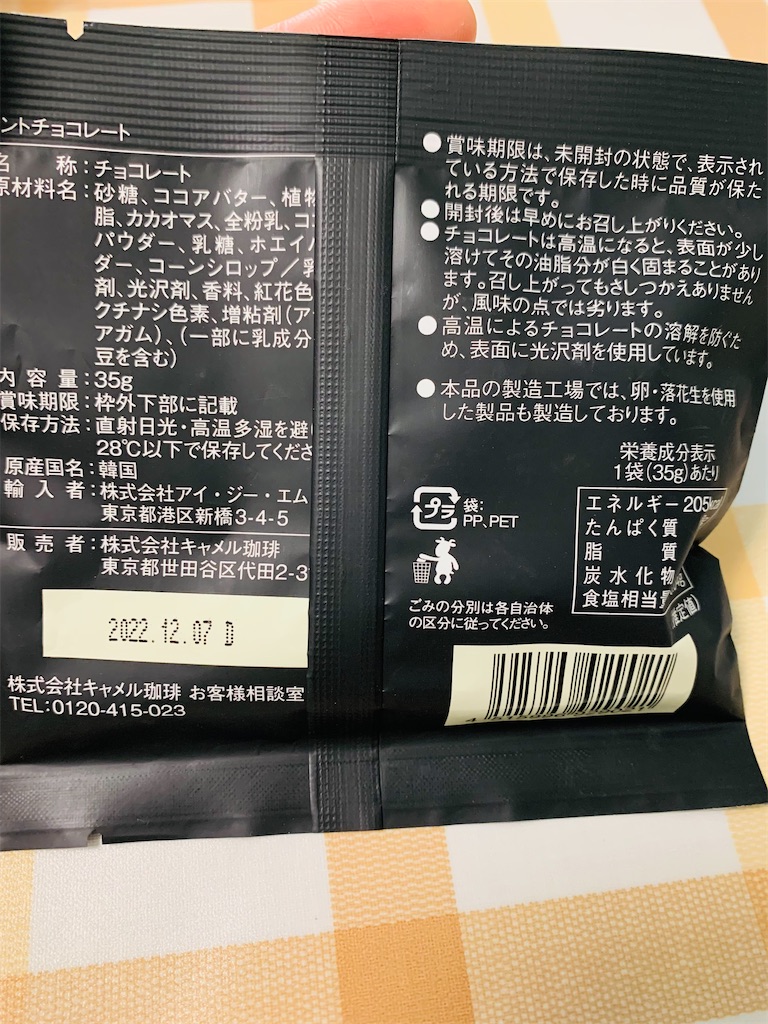 ントチョコレート
名 称：チョコレート
原材料名：砂糖、ココアバター、植物
脂、カカオマス、全粉乳、ココ
パウダー、乳糖、ホエイパ
ダー、コーンシロップ／乳
剤、光沢剤、香料、紅花色
クチナシ色素、増粘剤（ア
アガム）、（一部に乳成分
豆を含む）
内 容 量：35g
賞味期限：枠外下部に記載
保存方法：直射日光・高温多湿を避け
28℃以下で保存してくださ
原産国名：韓国
輸 入 者：株式会社アイ・ジー・エム
東京都港区新橋3-4-5
販 売 者：株式会社キャメル珈琲
東京都世田谷区代田2-3
2022.12.07 D
株式会社キャメル珈琲 お客様相談室
TEL:0120-415-023
●賞味期限は、未開封の状態で、表示され
ている方法で保存した時に品質が保た
れる期限です。
●開封後は早めにお召し上がりください。
●チョコレートは高温になると、表面が少し
溶けてその油脂分が白く固まることがあり
ます。召し上がってもさしつかえありません
が、風味の点では劣ります。
●高温によるチョコレートの溶解を防ぐた
め、表面に光沢剤を使用しています。
●本品の製造工場では、卵・落花生を使用
した製品も製造しております。
栄養成分表示
1袋（35g）あたり
エネルギー 205kcal
たんぱく質
脂 質
炭水化物
食塩相当量
プラ
袋：
PP、PET
ごみの分別は各自治体
の区分に従ってください。